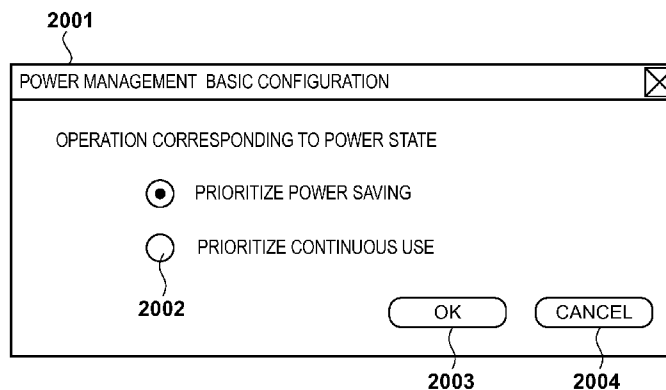 2001
POWER MANAGEMENT BASIC CONFIGURATION
OPERATION CORRESPONDING TO POWER STATE
PRIORITIZE POWER SAVING
PRIORITIZE CONTINUOUS USE
2002
OK CANCEL
2003 2004